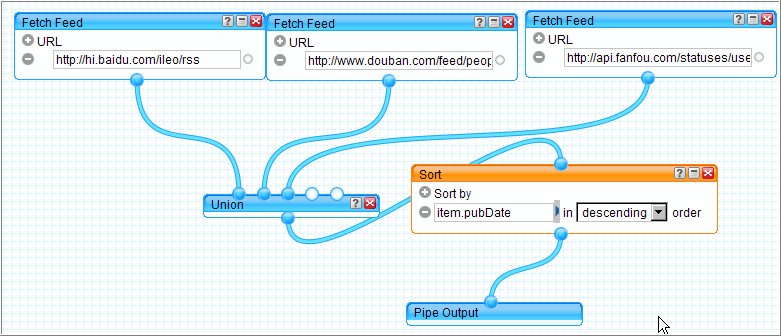 Fetch Feed
URL
http://hi.baidu.com/ileo/rss
Fetch Feed
URL
http://www.douban.com/feed/peop
Fetch Feed
URL
http://api.fanfou.com/statuses/use
Union
Sort
Sort by
item.pubDate in descending order
Pipe Output